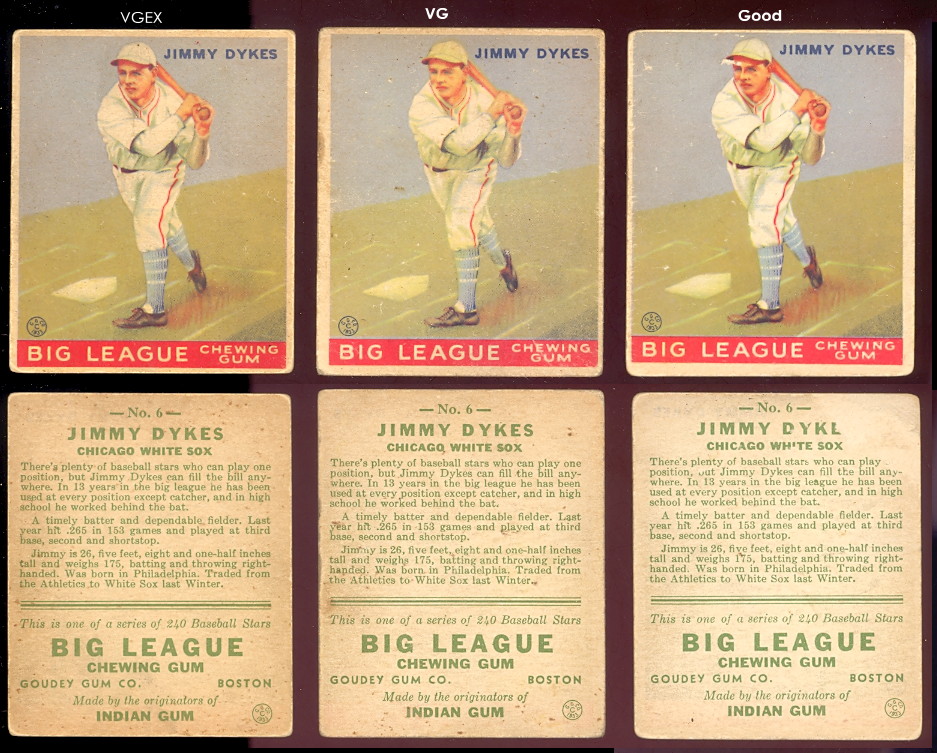 VGEX
VG
Good
JIMMY DYKES
BIG LEAGUE CHEWING GUM
JIMMY DYKES
BIG LEAGUE CHEWING GUM
JIMMY DYKES
BIG LEAGUE CHEWING GUM
—No. 6—
JIMMY DYKES
CHICAGO WHITE SOX
There's plenty of baseball stars who can play one
position, but Jimmy Dykes can fill the bill any-
where. In 13 years in the big league he has been
used at every position except catcher, and in high
school he worked behind the bat.
A timely batter and dependable fielder. Last
year hit .265 in 153 games and played at third
base, second and shortstop.
Jimmy is 26, five feet, eight and one-half inches
tall and weighs 175, batting and throwing right-
handed. Was born in Philadelphia. Traded from
the Athletics to White Sox last Winter.
This is one of a series of 240 Baseball Stars
BIG LEAGUE
CHEWING GUM
GOUDEY GUM CO. BOSTON
Made by the originators of
INDIAN GUM
—No. 6—
JIMMY DYKES
CHICAGO WHITE SOX
There's plenty of baseball stars who can play one
position, but Jimmy Dykes can fill the bill any-
where. In 13 years in the big league he has been
used at every position except catcher, and in high
school he worked behind the bat.
A timely batter and dependable fielder. Last
year hit .265 in 153 games and played at third
base, second and shortstop.
Jimmy is 26, five feet, eight and one-half inches
tall and weighs 175, batting and throwing right-
handed. Was born in Philadelphia. Traded from
the Athletics to White Sox last Winter.
This is one of a series of 240 Baseball Stars
BIG LEAGUE
CHEWING GUM
GOUDEY GUM CO. BOSTON
Made by the originators of
INDIAN GUM
—No. 6—
JIMMY
CHICAGO WHITE SOX
There's plenty of baseball stars who can play
position, but Jimmy Dykes can fill the bill any-
where. In 13 years in the big league he has been
used at every position except catcher, and in high
school he worked behind the bat.
A timely batter and dependable fielder. Last
year hit .265 in 153 games and played at third
base, second and shortstop.
Jimmy is 26, five feet, eight and one-half inches
tall and weighs 175, batting and throwing right-
handed. Was born in Philadelphia. Traded from
the Athletics to White Sox last Winter.
This is one of a series of 240 Baseball Stars
BIG LEAGUE
CHEWING GUM
GOUDEY GUM CO. BOSTON
Made by the originators of
INDIAN GUM